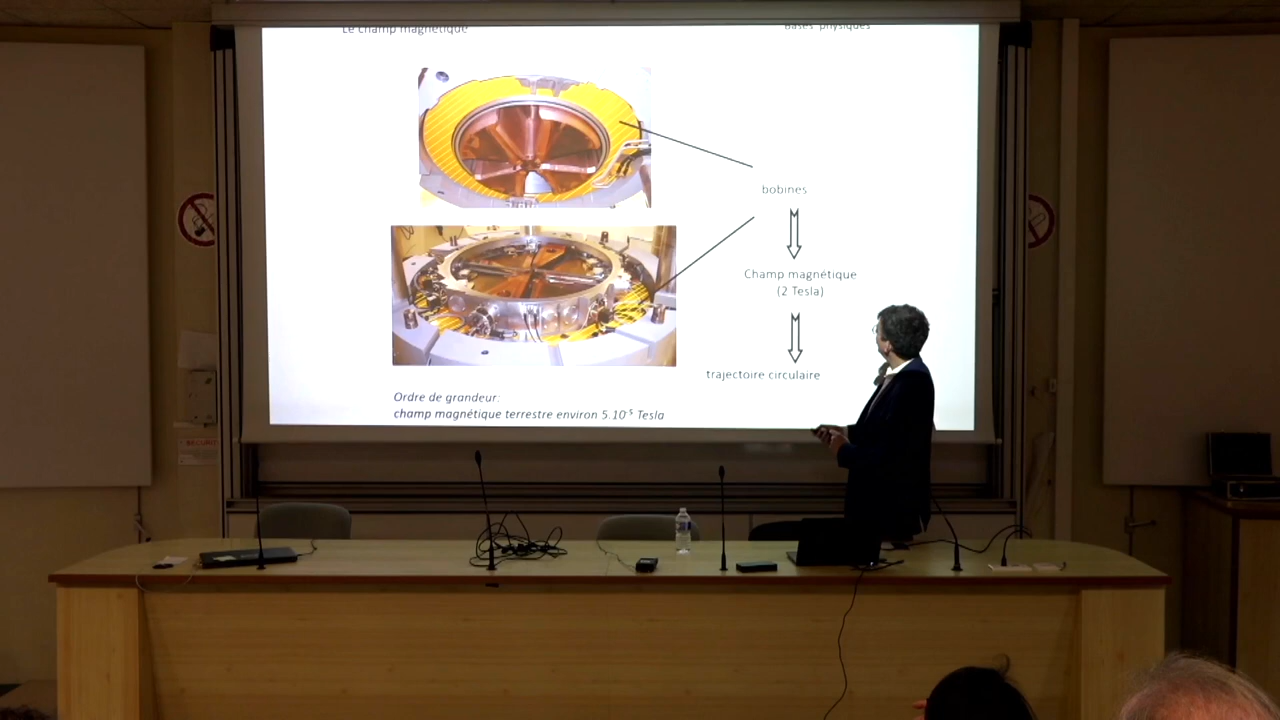 Le champ magnétique
Bases physiques
bobines
Champ magnétique
(2 Tesla)
trajectoire circulaire
Ordre de grandeur:
champ magnétique terrestre environ 5.10⁻⁵ Tesla
SECURITE